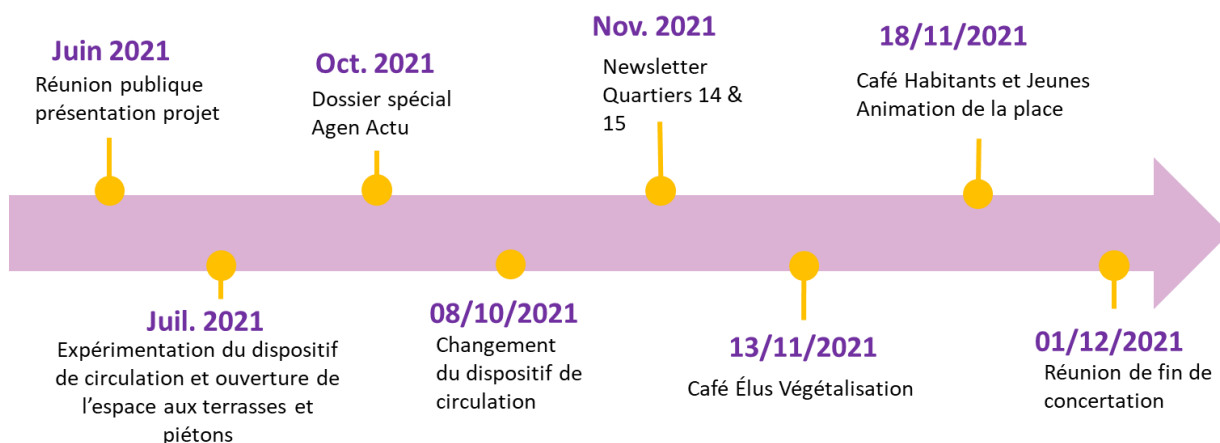 Juin 2021
Réunion publique
présentation projet
Oct. 2021
Dossier spécial
Agen Actu
Nov. 2021
Newsletter
Quartiers 14 &
15
18/11/2021
Café Habitants et Jeunes
Animation de la place
Juil. 2021
Expérimentation du dispositif
de circulation et ouverture de
l’espace aux terrasses et
piétons
08/10/2021
Changement
du dispositif de
circulation
13/11/2021
Café Élus Végétalisation
01/12/2021
Réunion de fin de
concertation